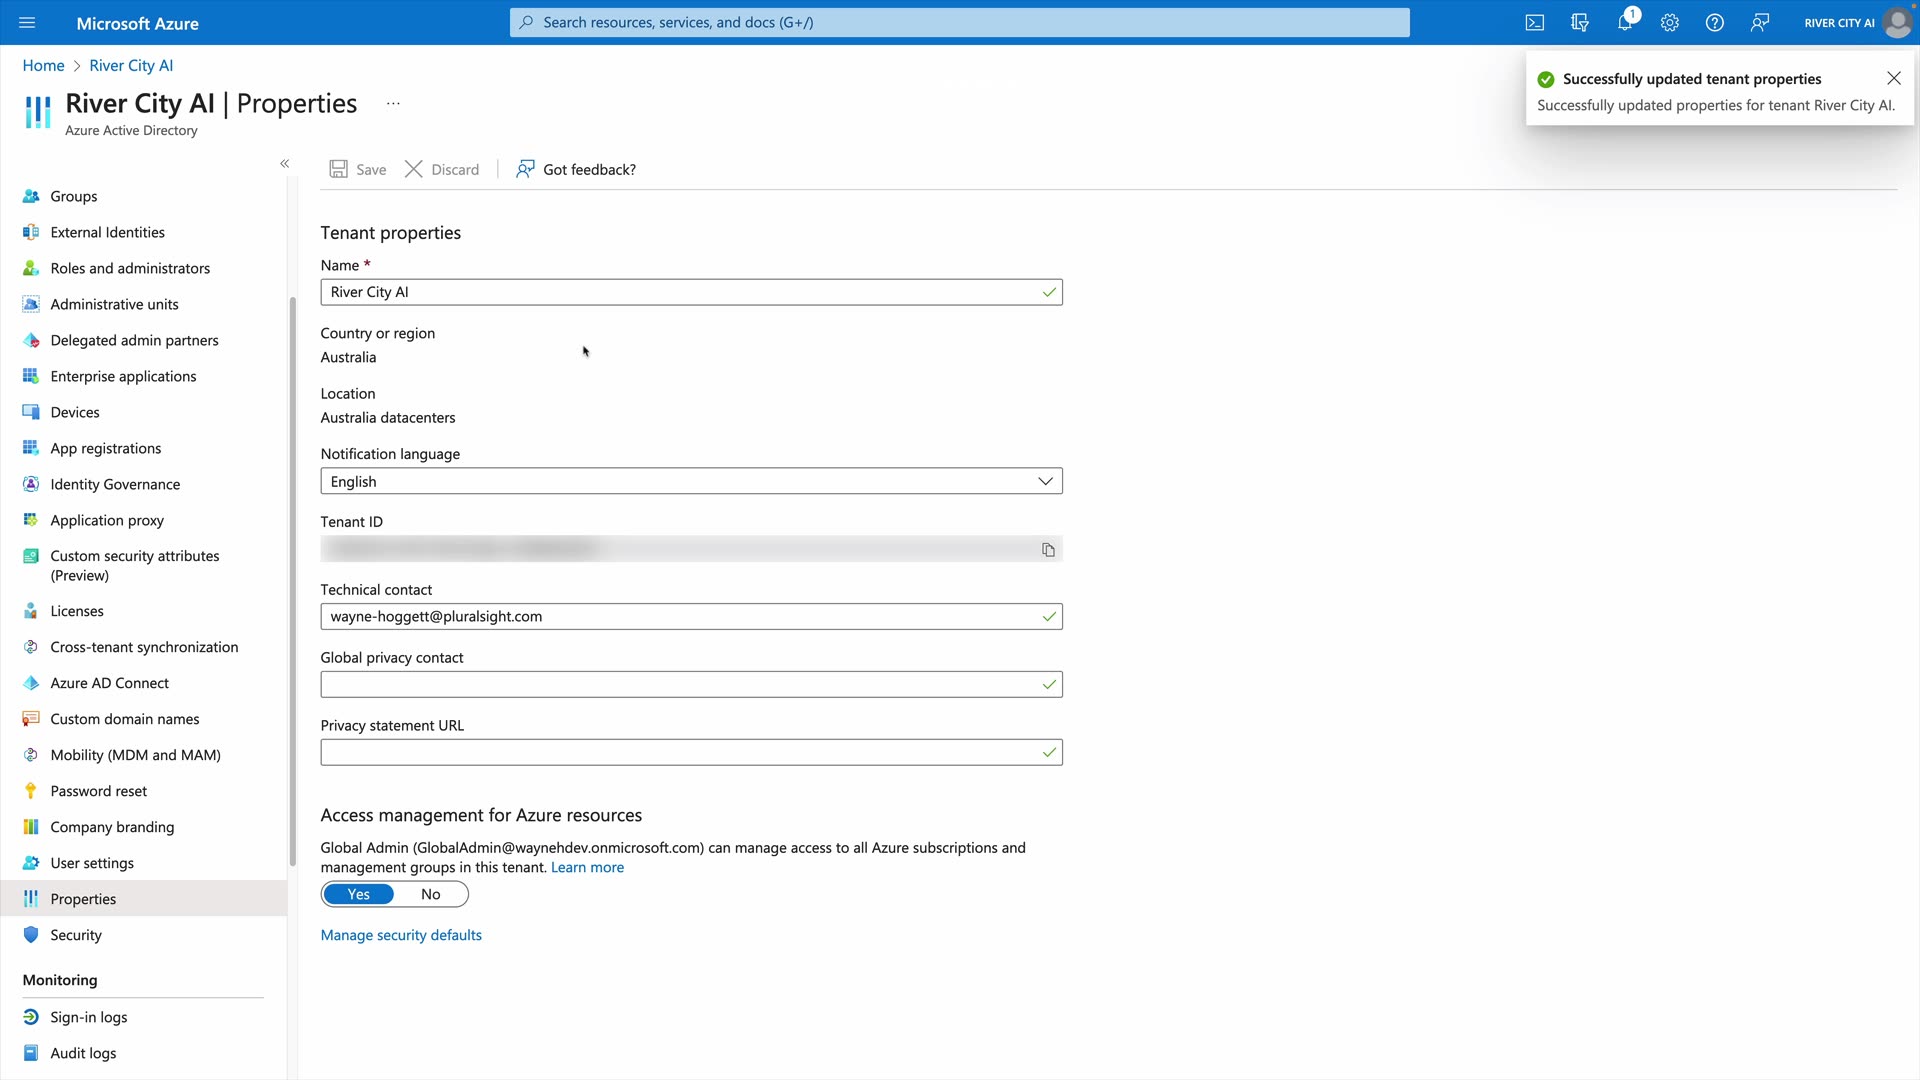 Microsoft Azure
Search resources, services, and docs (G+/)
1
RIVER CITY AI
Home > River City AI
River City AI | Properties ...
Azure Active Directory
Successfully updated tenant properties
Successfully updated properties for tenant River City AI.
Save
Discard
Got feedback?
Groups
External Identities
Roles and administrators
Administrative units
Delegated admin partners
Enterprise applications
Devices
App registrations
Identity Governance
Application proxy
Custom security attributes
(Preview)
Licenses
Cross-tenant synchronization
Azure AD Connect
Custom domain names
Mobility (MDM and MAM)
Password reset
Company branding
User settings
Properties
Security
Monitoring
Sign-in logs
Audit logs
Tenant properties
Name *
River City AI
Country or region
Australia
Location
Australia datacenters
Notification language
English
Tenant ID
Technical contact
wayne-hoggett@pluralsight.com
Global privacy contact
Privacy statement URL
Access management for Azure resources
Global Admin (GlobalAdmin@waynehdev.onmicrosoft.com) can manage access to all Azure subscriptions and
management groups in this tenant. Learn more
Yes
No
Manage security defaults